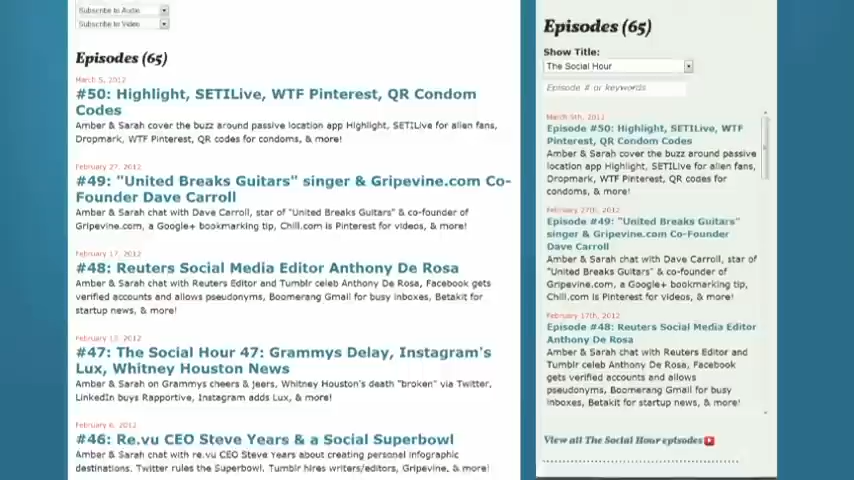 Subscribe to Audio
Subscribe to Video
Episodes (65)
March 5, 2012
#50: Highlight, SETILive, WTF Pinterest, QR Condom
Codes
Amber & Sarah cover the buzz around passive location app Highlight, SETILive for alien fans,
Dropmark, WTF Pinterest, QR codes for condoms, & more!
February 27, 2012
#49: "United Breaks Guitars" singer & Gripevine.com Co-
Founder Dave Carroll
Amber & Sarah chat with Dave Carroll, star of "United Breaks Guitars" & co-founder of
Gripevine.com, a Google+ bookmarking tip, Chill.com is Pinterest for videos, & more!
February 17, 2012
#48: Reuters Social Media Editor Anthony De Rosa
Amber & Sarah chat with Reuters Editor and Tumblr celeb Anthony De Rosa, Facebook gets
verified accounts and allows pseudonyms, Boomerang Gmail for busy inboxes, Betakit for
startup news, & more!
February 13, 2012
#47: The Social Hour 47: Grammys Delay, Instagram's
Lux, Whitney Houston News
Amber & Sarah on Grammys cheers & jeers, Whitney Houston's death "broken" via Twitter,
LinkedIn buys Rapportive, Instagram adds Lux, & more!
February 6, 2012
#46: Re.vu CEO Steve Years & a Social Superbowl
Amber & Sarah chat with re.vu CEO Steve Years about creating personal infographic
destinations. Twitter rules the Superbowl. Tumblr hires writers/editors, Gripevine, & more!
Episodes (65)
Show Title:
The Social Hour
Episode # or keywords
March 5th, 2012
Episode #50: Highlight, SETILive, WTF
Pinterest, QR Condom Codes
Amber & Sarah cover the buzz around passive
location app Highlight, SETILive for alien fans,
Dropmark, WTF Pinterest, QR codes for
condoms, & more!
February 27th, 2012
Episode #49: "United Breaks Guitars"
singer & Gripevine.com Co-Founder
Dave Carroll
Amber & Sarah chat with Dave Carroll, star of
"United Breaks Guitars" & co-founder of
Gripevine.com, a Google+ bookmarking tip,
Chill.com is Pinterest for videos, & more!
February 17th, 2012
Episode #48: Reuters Social Media Editor
Anthony De Rosa
Amber & Sarah chat with Reuters Editor and
Tumblr celeb Anthony De Rosa, Facebook
gets verified accounts and allows
pseudonyms, Boomerang Gmail for busy
inboxes, Betakit for startup news, & more!
View all The Social Hour episodes